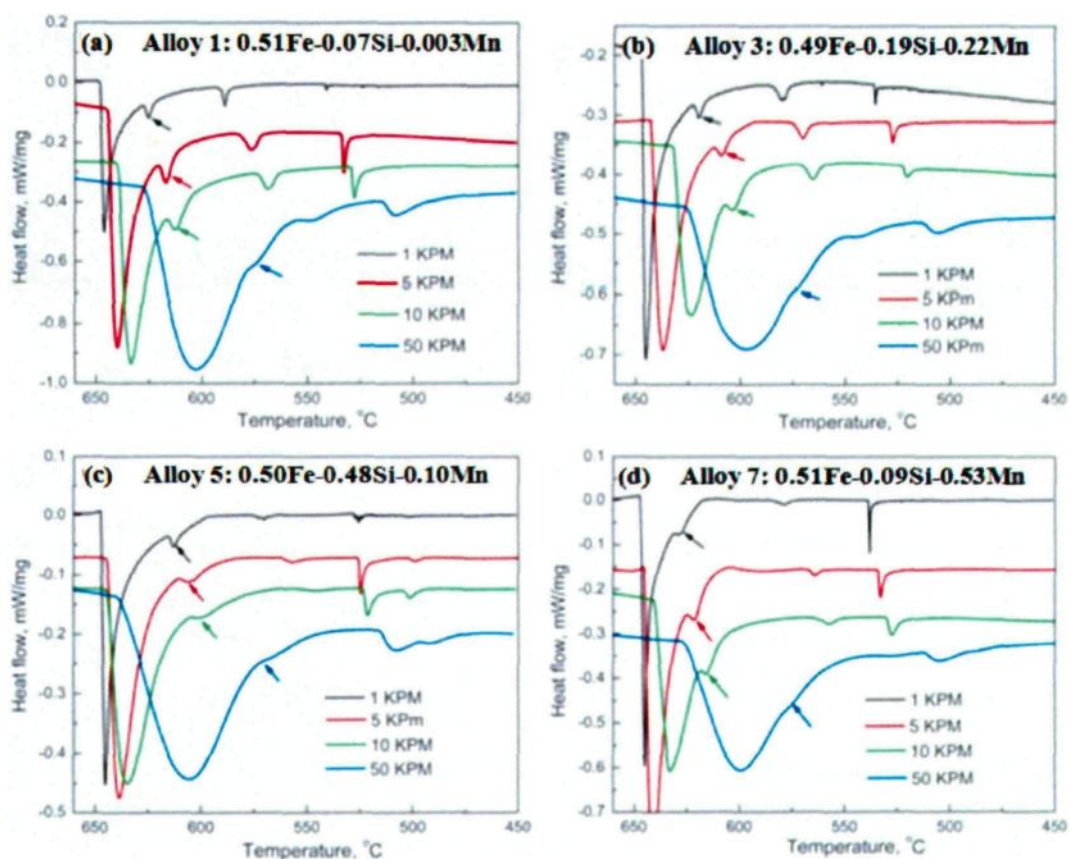 (a) Alloy 1: 0.51Fe-0.07Si-0.003Mn
0.2
0.0
-0.2
-0.4
-0.6
-0.8
-1.0
Heat flow, mW/mg
1 KPM
5 KPM
10 KPM
50 KPM
650 600 550 500 450
Temperature, °C
(b) Alloy 3: 0.49Fe-0.19Si-0.22Mn
-0.2
-0.3
-0.4
-0.5
-0.6
-0.7
Heat flow, mW/mg
1 KPM
5 KPm
10 KPM
50 KPm
650 600 550 500 450
Temperature, °C
(c) Alloy 5: 0.50Fe-0.48Si-0.10Mn
0.1
0.0
-0.1
-0.2
-0.3
-0.4
-0.5
Heat flow, mW/mg
1 KPM
5 KPm
10 KPM
50 KPM
650 600 550 500 450
Temperature, °C
(d) Alloy 7: 0.51Fe-0.09Si-0.53Mn
0.1
0.0
-0.1
-0.2
-0.3
-0.4
-0.5
-0.6
-0.7
Heat flow, mW/mg
1 KPM
5 KPM
10 KPM
50 KPM
650 600 550 500 450
Temperature, °C